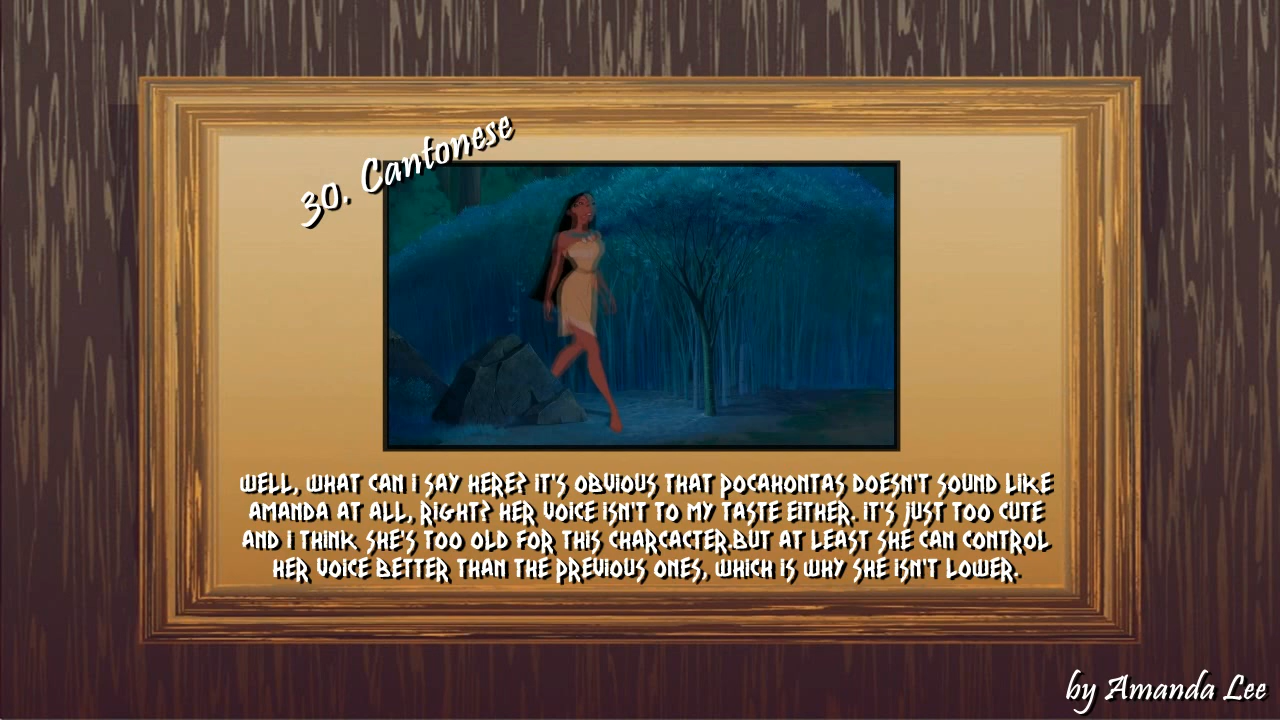 30. Cantonese
WELL, WHAT CAN I SAY HERE? IT'S OBVIOUS THAT POCAHONTAS DOESN'T SOUND LIKE
AMANDA AT ALL, RIGHT? HER VOICE ISN'T TO MY TASTE EITHER. IT'S JUST TOO CUTE
AND I THINK SHE'S TOO OLD FOR THIS CHARCACTER.BUT AT LEAST SHE CAN CONTROL
HER VOICE BETTER THAN THE PREVIOUS ONES, WHICH IS WHY SHE ISN'T LOWER.
by Amanda Lee